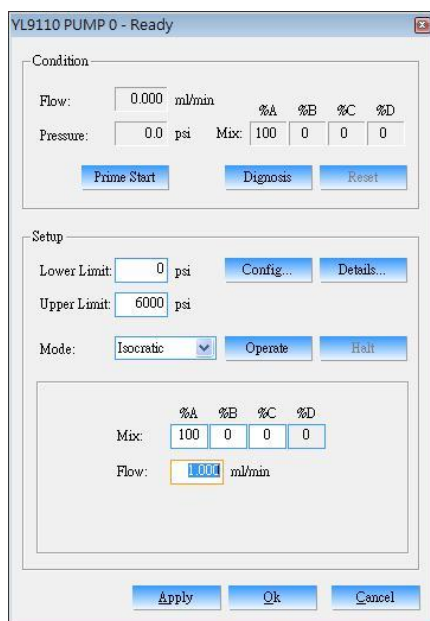 YL9110 PUMP 0 - Ready
Condition
Flow: 0.000 ml/min
%A %B %C %D
Pressure: 0.0 psi Mix: 100 0 0 0
Prime Start Dignosis Reset
Setup
Lower Limit: 0 psi Config... Details...
Upper Limit: 6000 psi
Mode: Isocratic Operate Halt
%A %B %C %D
Mix: 100 0 0 0
Flow: 1.000 ml/min
Apply Ok Cancel